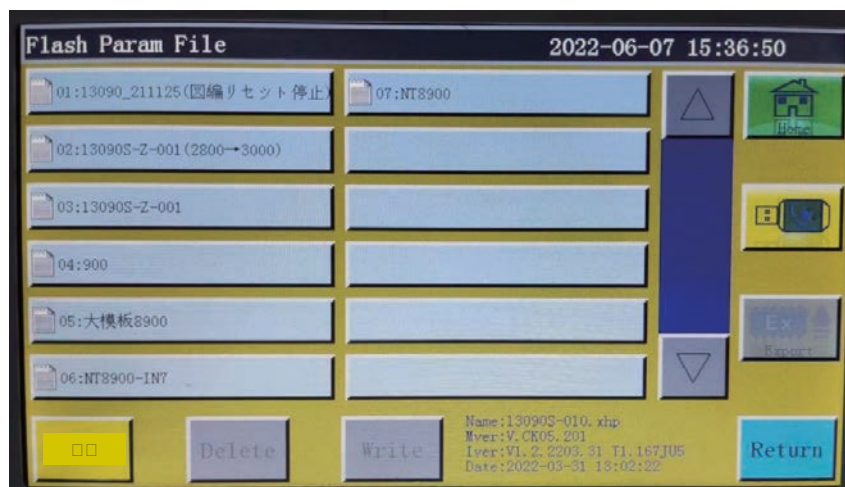 Flash Param File 2022-06-07 15:36:50
01:13090_211125(図編リセット停止)
07:NT8900
Home
02:13090S-Z-001(2800→3000)
03:13090S-Z-001
04:900
05:大模板8900
Ex
Export
06:NT8900-IN7
Delete
Write
Name:13090S-010.xhp
Mver:V.CK05.201
Iver:V1.2.2203.31 T1.167JU5
Date:2022-03-31 13:02:22
Return